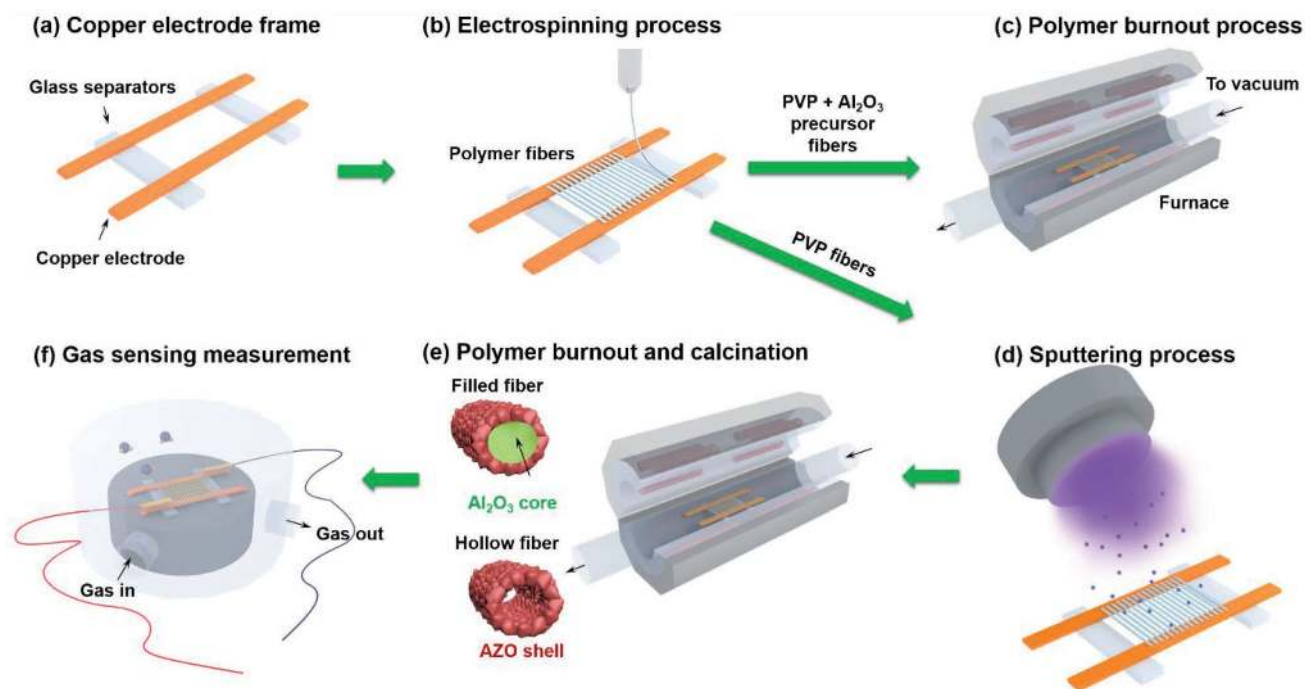 (a) Copper electrode frame
Glass separators
Copper electrode
(b) Electrospinning process
Polymer fibers
PVP + Al₂O₃
precursor
fibers
PVP fibers
(c) Polymer burnout process
To vacuum
Furnace
(f) Gas sensing measurement
Gas out
Gas in
(e) Polymer burnout and calcination
Filled fiber
Al₂O₃ core
Hollow fiber
AZO shell
(d) Sputtering process